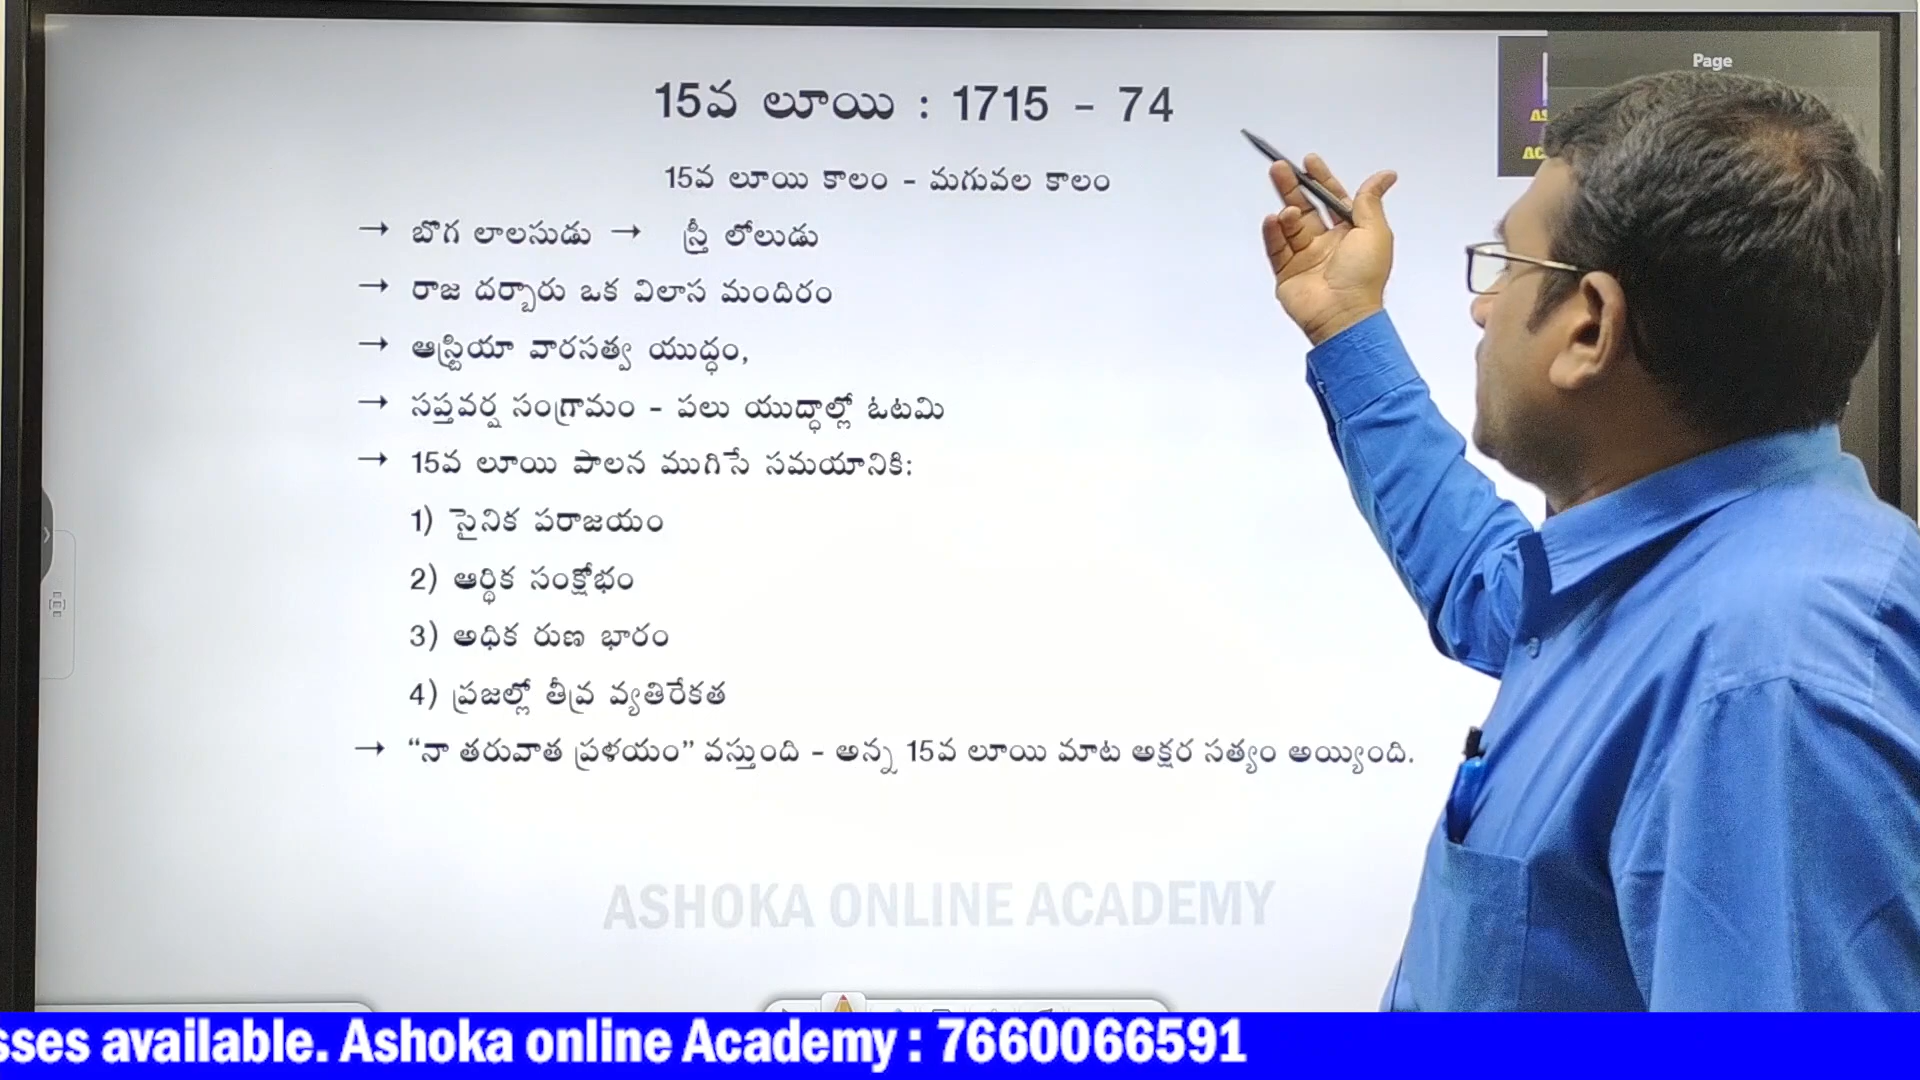 Page
15వ లూయి : 1715 - 74
15వ లూయి కాలం - మగువల కాలం
→ బొగ లాలసుడు → స్త్రీ లోలుడు
→ రాజ దర్బారు ఒక విలాస మందిరం
→ ఆస్ట్రియా వారసత్వ యుద్ధం,
→ సప్తవర్ష సంగ్రామం - పలు యుద్ధాల్లో ఓటమి
→ 15వ లూయి పాలన ముగిసే సమయానికి:
1) సైనిక పరాజయం
2) ఆర్థిక సంక్షోభం
3) అధిక రుణ భారం
4) ప్రజల్లో తీవ్ర వ్యతిరేకత
→ “నా తరువాత ప్రళయం” వస్తుంది - అన్న 15వ లూయి మాట అక్షర సత్యం అయ్యింది.
ASHOKA ONLINE ACADEMY
sses available. Ashoka online Academy : 7660066591